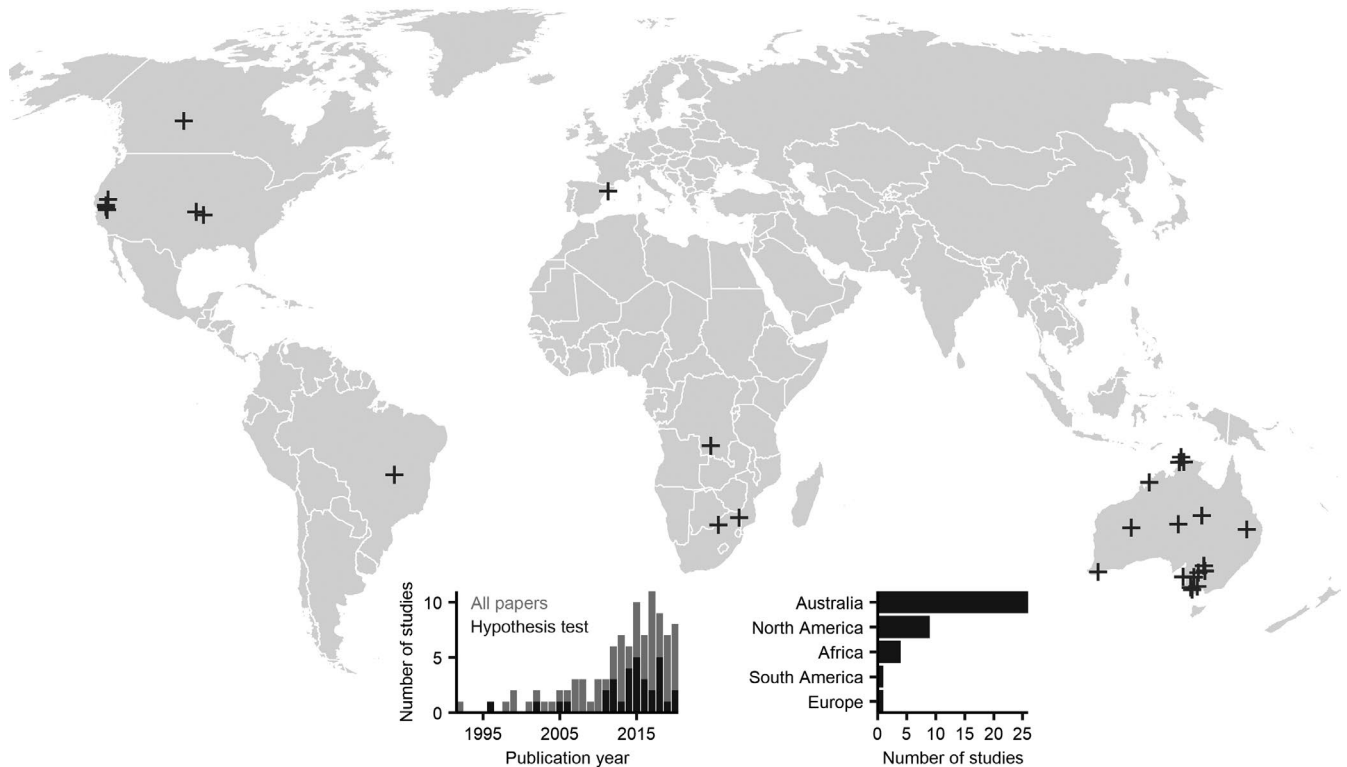 Number of studies
10
5
0
All papers
Hypothesis test
1995
2005
2015
Publication year
Australia
North America
Africa
South America
Europe
0 5 10 15 20 25
Number of studies